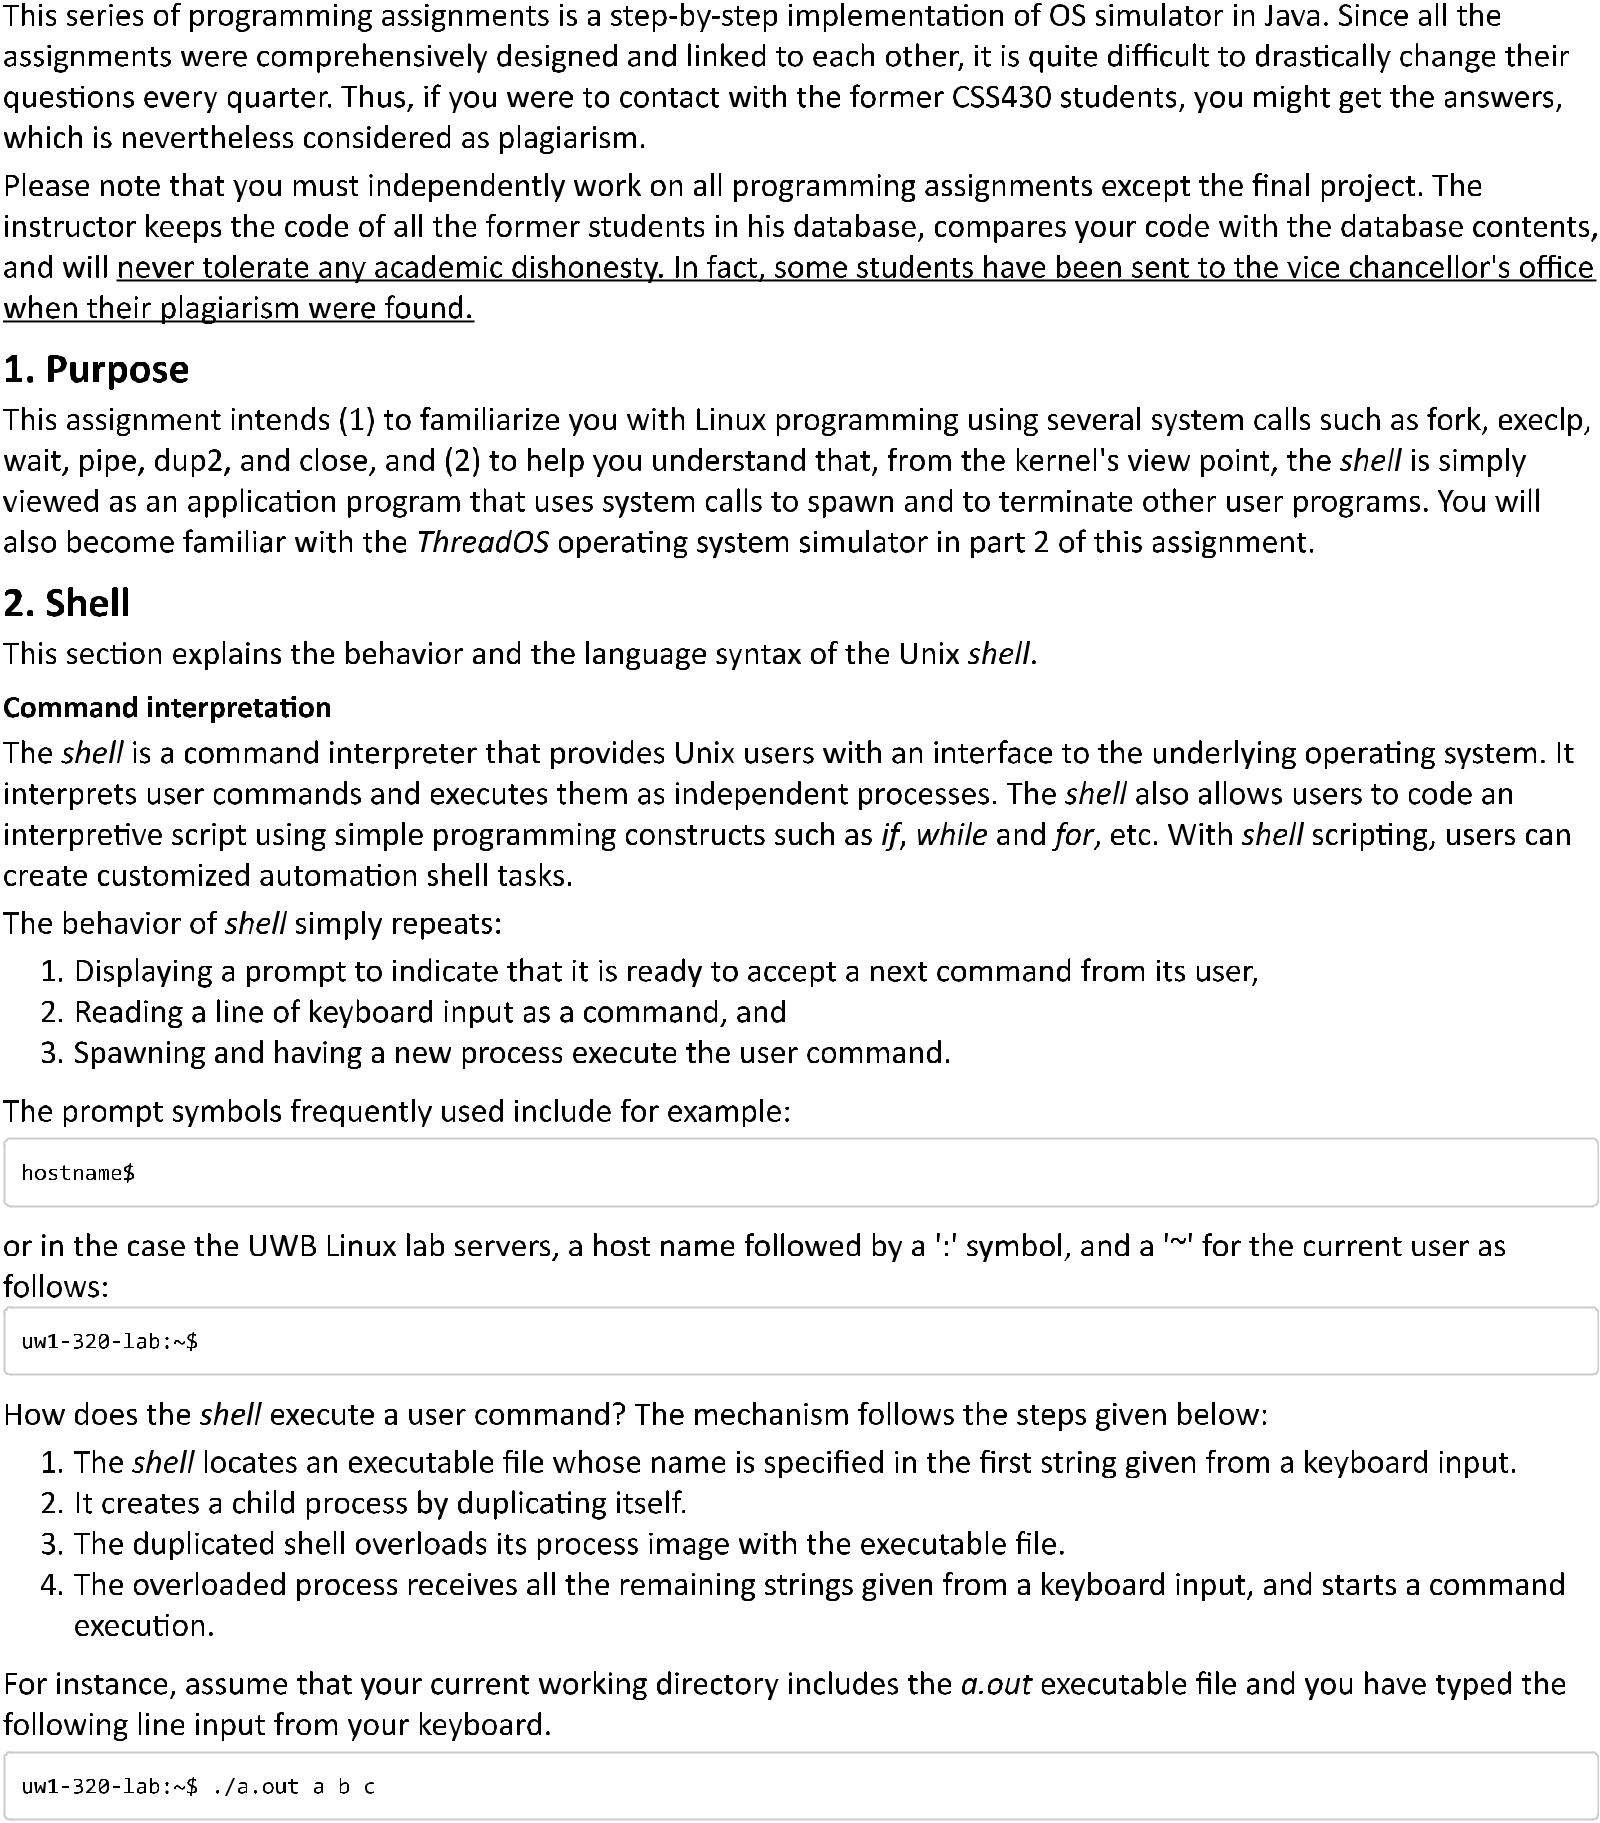 This series of programming assignments is a step-by-step implementation of OS simulator in Java. Since all the
assignments were comprehensively designed and linked to each other, it is quite difficult to drastically change their
questions every quarter. Thus, if you were to contact with the former CSS430 students, you might get the answers,
which is nevertheless considered as plagiarism.
Please note that you must independently work on all programming assignments except the final project. The
instructor keeps the code of all the former students in his database, compares your code with the database contents,
and will never tolerate any academic dishonesty. In fact, some students have been sent to the vice chancellor's office
when their plagiarism were found.
1. Purpose
This assignment intends (1) to familiarize you with Linux programming using several system calls such as fork, execlp,
wait, pipe, dup2, and close, and (2) to help you understand that, from the kernel's view point, the shell is simply
viewed as an application program that uses system calls to spawn and to terminate other user programs. You will
also become familiar with the ThreadOS operating system simulator in part 2 of this assignment.
2. Shell
This section explains the behavior and the language syntax of the Unix shell.
Command interpretation
The shell is a command interpreter that provides Unix users with an interface to the underlying operating system. It
interprets user commands and executes them as independent processes. The shell also allows users to code an
interpretive script using simple programming constructs such as if, while and for, etc. With shell scripting, users can
create customized automation shell tasks.
The behavior of shell simply repeats:
1. Displaying a prompt to indicate that it is ready to accept a next command from its user,
2. Reading a line of keyboard input as a command, and
3. Spawning and having a new process execute the user command.
The prompt symbols frequently used include for example:
hostname$
or in the case the UWB Linux lab servers, a host name followed by a ':' symbol, and a '~' for the current user as
follows:
uw1-320-lab:~$
How does the shell execute a user command? The mechanism follows the steps given below:
1. The shell locates an executable file whose name is specified in the first string given from a keyboard input.
2. It creates a child process by duplicating itself.
3. The duplicated shell overloads its process image with the executable file.
4. The overloaded process receives all the remaining strings given from a keyboard input, and starts a command
execution.
For instance, assume that your current working directory includes the a.out executable file and you have typed the
following line input from your keyboard.
uw1-320-lab:~$ ./a.out a b c